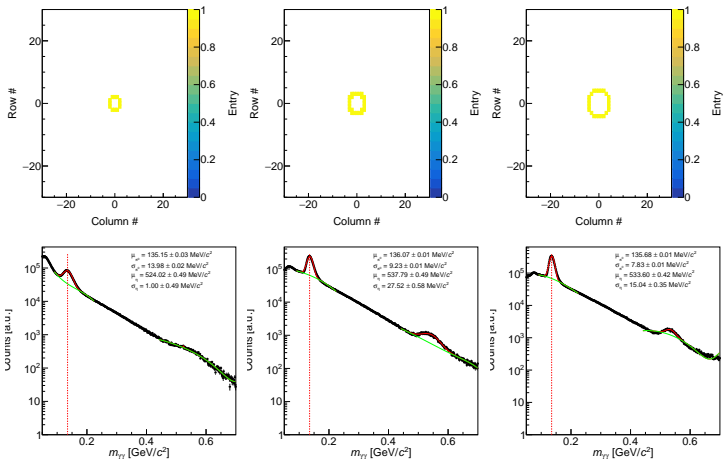 Row #
20
0
−20
−20
0
20
Column #
1
0.8
0.6
0.4
0.2
0
Entry
Row #
20
0
−20
−20
0
20
Column #
1
0.8
0.6
0.4
0.2
0
Entry
Row #
20
0
−20
−20
0
20
Column #
1
0.8
0.6
0.4
0.2
0
Entry
Counts [a.u.]
10⁵
10⁴
10³
10²
10
1
μπ⁰ = 135.15 ± 0.03 MeV/c²
σπ⁰ = 13.98 ± 0.02 MeV/c²
μη = 524.02 ± 0.49 MeV/c²
ση = 1.00 ± 0.49 MeV/c²
0.2
0.4
0.6
mγγ [GeV/c²]
Counts [a.u.]
10⁵
10⁴
10³
10²
10
1
μπ⁰ = 136.07 ± 0.01 MeV/c²
σπ⁰ = 9.23 ± 0.01 MeV/c²
μη = 537.79 ± 0.49 MeV/c²
ση = 27.52 ± 0.58 MeV/c²
0.2
0.4
0.6
mγγ [GeV/c²]
Counts [a.u.]
10⁵
10⁴
10³
10²
10
1
μπ⁰ = 135.68 ± 0.01 MeV/c²
σπ⁰ = 7.83 ± 0.01 MeV/c²
μη = 533.60 ± 0.42 MeV/c²
ση = 15.04 ± 0.35 MeV/c²
0.2
0.4
0.6
mγγ [GeV/c²]